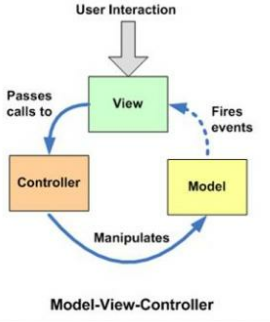 User Interaction
View
Passes
calls to
Fires
events
Controller
Model
Manipulates
Model-View-Controller